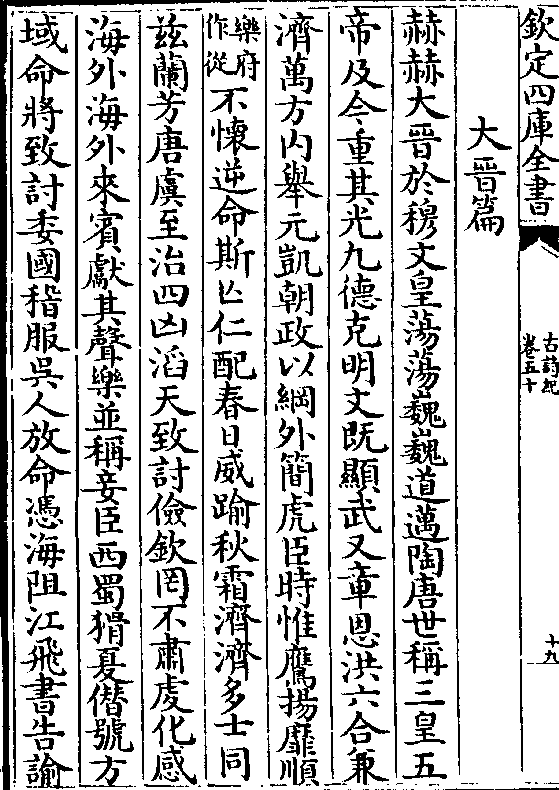 欽定四庫全書
古詩紀
卷五十
十九
大晉篇
赫赫大晉於穆文皇蕩蕩巍巍道邁陶唐世稱三皇五
帝及今重其光九德克明文既顯武又章恩洪六合兼
濟萬方内舉元凱朝政以綱外簡虎臣時惟鷹揚靡順
樂府
作從
不懷逆命斯亾仁配春日威踰秋霜濟濟多士同
兹蘭芳唐虞至治四凶滔天致討儉欽罔不肅䖍化感
海外海外來賓獻其聲樂並稱妾臣西蜀猾夏僭號方
域命將致討委國稽服吳人放命憑海阻江飛書告諭